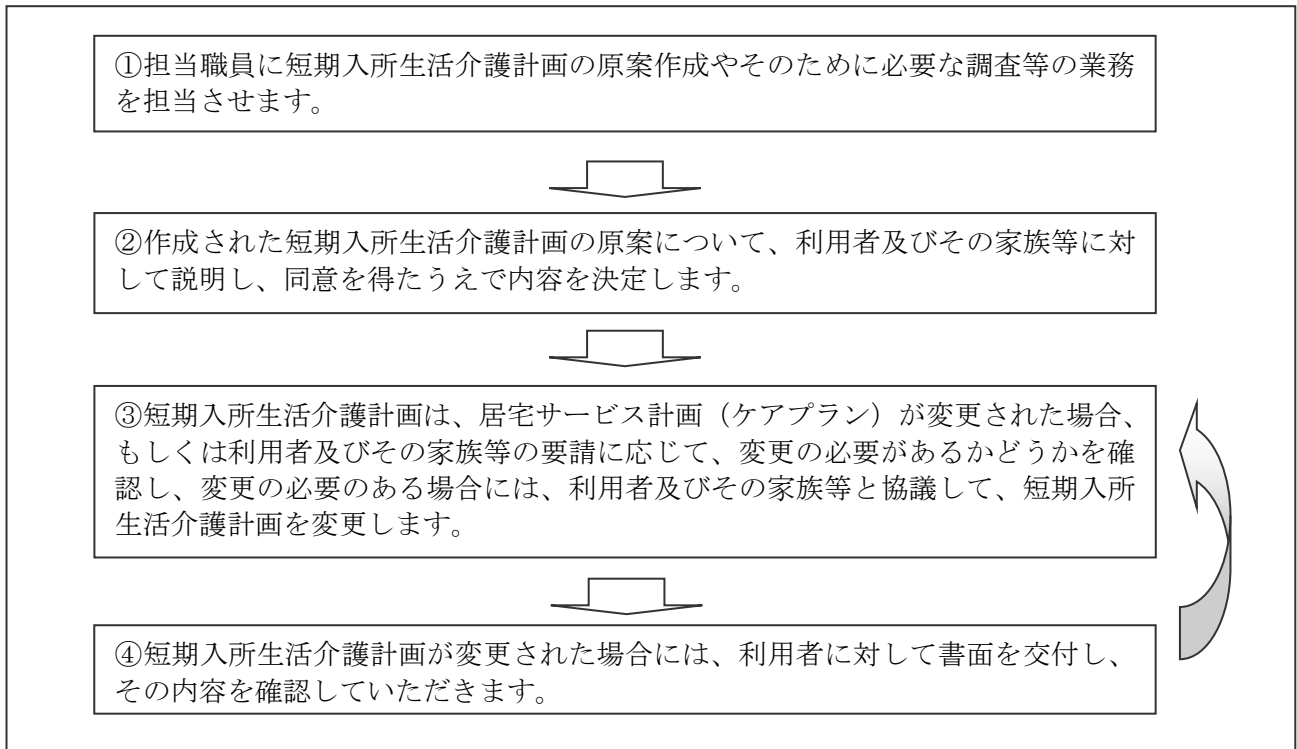 ①担当職員に短期入所生活介護計画の原案作成やそのために必要な調査等の業務
を担当させます。
②作成された短期入所生活介護計画の原案について、利用者及びその家族等に対
して説明し、同意を得たうえで内容を決定します。
③短期入所生活介護計画は、居宅サービス計画（ケアプラン）が変更された場合、
もしくは利用者及びその家族等の要請に応じて、変更の必要があるかどうかを確
認し、変更の必要のある場合には、利用者及びその家族等と協議して、短期入所
生活介護計画を変更します。
④短期入所生活介護計画が変更された場合には、利用者に対して書面を交付し、
その内容を確認していただきます。